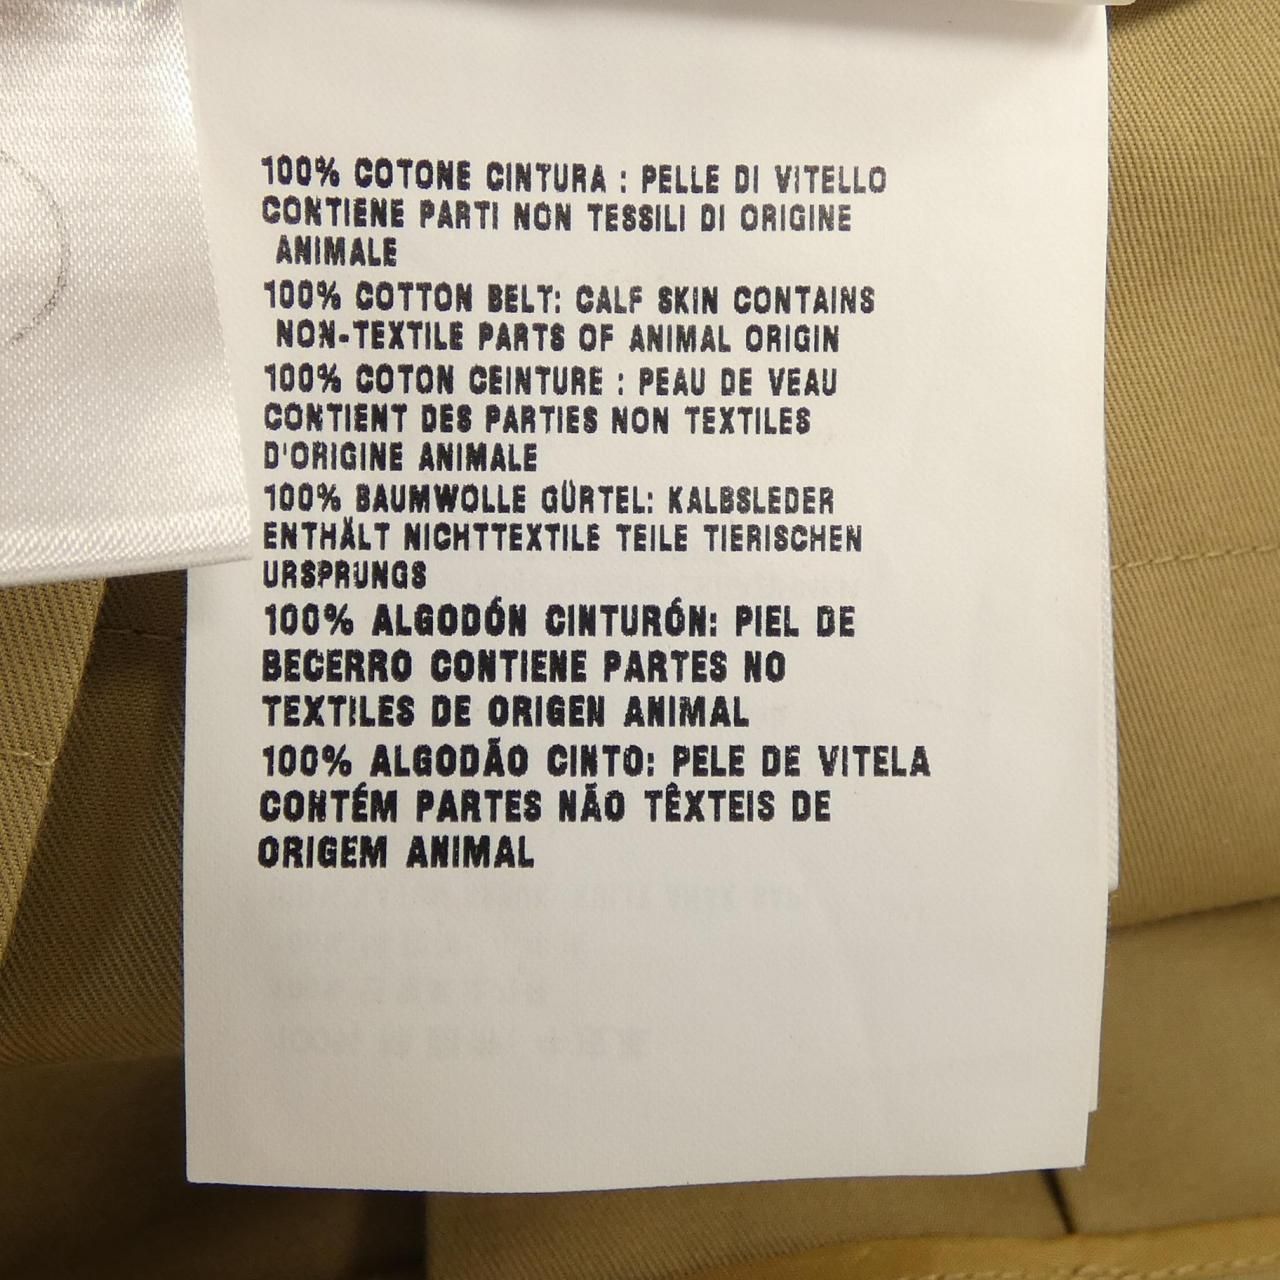 100% COTONE CINTURA : PELLE DI VITELLO
CONTIENE PARTI NON TESSILI DI ORIGINE
ANIMALE
100% COTTON BELT: CALF SKIN CONTAINS
NON-TEXTILE PARTS OF ANIMAL ORIGIN
100% COTON CEINTURE : PEAU DE VEAU
CONTIENT DES PARTIES NON TEXTILES
D'ORIGINE ANIMALE
100% BAUMWOLLE GÜRTEL: KALBSLEDER
ENTHÄLT NICHTTEXTILE TEILE TIERISCHEN
URSPRUNGS
100% ALGODÓN CINTURÓN: PIEL DE
BECERRO CONTIENE PARTES NO
TEXTILES DE ORIGEN ANIMAL
100% ALGODÃO CINTO: PELE DE VITELA
CONTÉM PARTES NÃO TÊXTEIS DE
ORIGEM ANIMAL